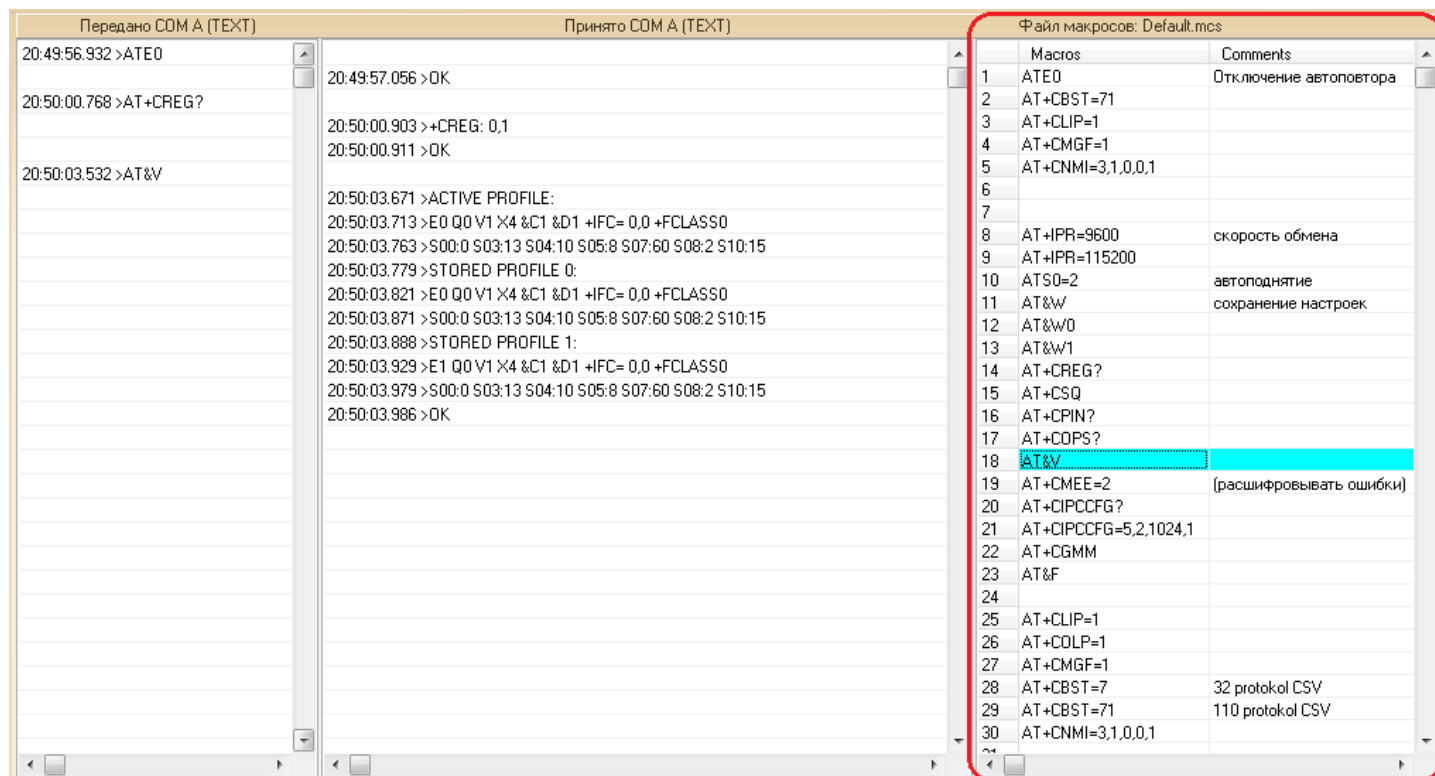 Передано COM A (TEXT)
20:49:56.932 >ATE0
20:50:00.768 >AT+CREG?
20:50:03.532 >AT&V
Принято COM A (TEXT)
20:49:57.056 >OK
20:50:00.903 >+CREG: 0,1
20:50:00.911 >OK
20:50:03.671 >ACTIVE PROFILE:
20:50:03.713 >E0 Q0 V1 X4 &C1 &D1 +IFC= 0,0 +FCLASS0
20:50:03.763 >S00:0 S03:13 S04:10 S05:8 S07:60 S08:2 S10:15
20:50:03.779 >STORED PROFILE 0:
20:50:03.821 >E0 Q0 V1 X4 &C1 &D1 +IFC= 0,0 +FCLASS0
20:50:03.871 >S00:0 S03:13 S04:10 S05:8 S07:60 S08:2 S10:15
20:50:03.888 >STORED PROFILE 1:
20:50:03.929 >E1 Q0 V1 X4 &C1 &D1 +IFC= 0,0 +FCLASS0
20:50:03.979 >S00:0 S03:13 S04:10 S05:8 S07:60 S08:2 S10:15
20:50:03.986 >OK
Файл макросов: Default.mcs
Macros Comments
1 ATE0 Отключение автоповтора
2 AT+CBST=71
3 AT+CLIP=1
4 AT+CMGF=1
5 AT+CNMI=3,1,0,0,1
6
7
8 AT+IPR=9600 скорость обмена
9 AT+IPR=115200
10 ATS0=2 автоподнятие
11 AT&W сохранение настроек
12 AT&W0
13 AT&W1
14 AT+CREG?
15 AT+CSQ
16 AT+CPIN?
17 AT+COPS?
18 AT&V
19 AT+CMEE=2 (расшифровывать ошибки)
20 AT+CIPCCFG?
21 AT+CIPCCFG=5,2,1024,1
22 AT+CGMM
23 AT&F
24
25 AT+CLIP=1
26 AT+COLP=1
27 AT+CMGF=1
28 AT+CBST=7 32 protokol CSV
29 AT+CBST=71 110 protokol CSV
30 AT+CNMI=3,1,0,0,1